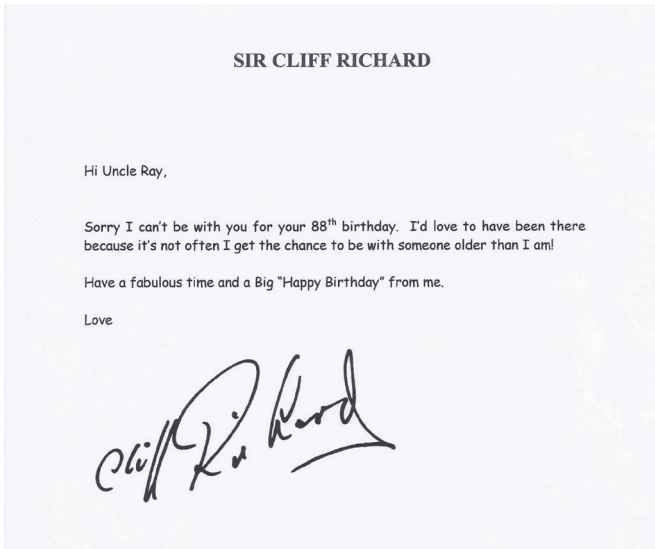 SIR CLIFF RICHARD
Hi Uncle Ray,
Sorry I can't be with you for your 88th birthday. I'd love to have been there
because it's not often I get the chance to be with someone older than I am!
Have a fabulous time and a Big "Happy Birthday" from me.
Love
Cliff Richard